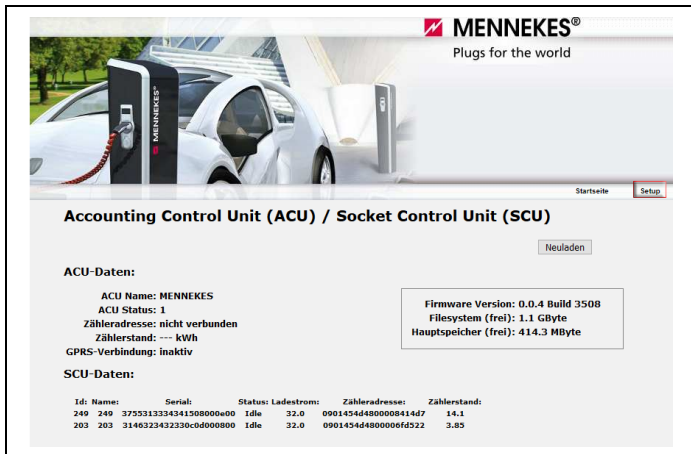 MENNEKES®
Plugs for the world
MENNEKES®
Startseite Setup
Accounting Control Unit (ACU) / Socket Control Unit (SCU)
Neuladen
ACU-Daten:
ACU Name: MENNEKES
ACU Status: 1
Zähleradresse: nicht verbunden
Zählerstand: --- kWh
GPRS-Verbindung: inaktiv
Firmware Version: 0.0.4 Build 3508
Filesystem (frei): 1.1 GByte
Hauptspeicher (frei): 414.3 MByte
SCU-Daten:
Id: Name: Serial: Status: Ladestrom: Zähleradresse: Zählerstand:
249 249 3755313334341508000e00 Idle 32.0 0901454d4800008414d7 14.1
203 203 3146323432330c0d000800 Idle 32.0 0901454d4800006fd522 3.85